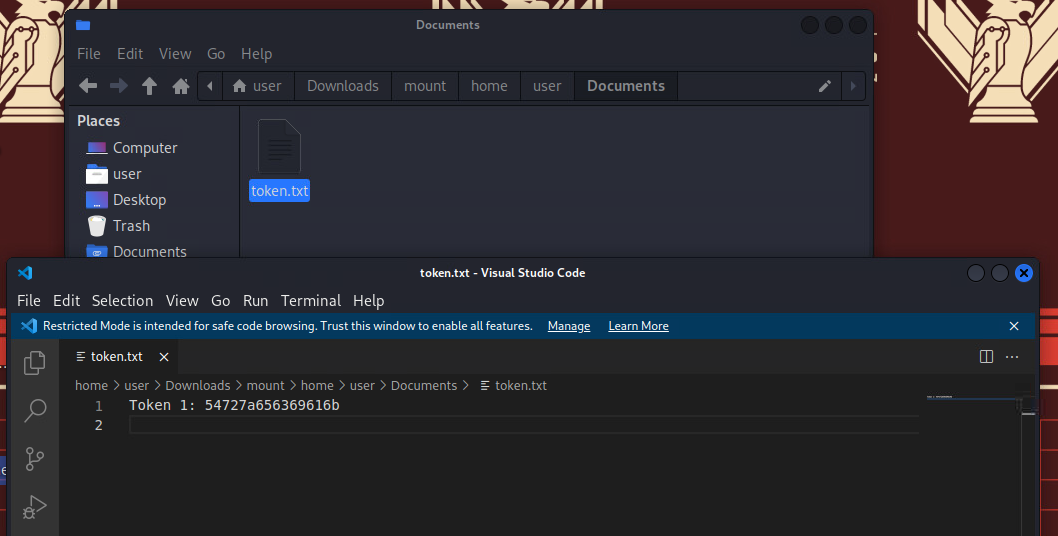 Documents
File Edit View Go Help
user Downloads mount home user Documents
Places
Computer
user
Desktop
Trash
Documents
token.txt
token.txt - Visual Studio Code
File Edit Selection View Go Run Terminal Help
Restricted Mode is intended for safe code browsing. Trust this window to enable all features. Manage Learn More
token.txt
home > user > Downloads > mount > home > user > Documents > token.txt
1 Token 1: 54727a656369616b
2